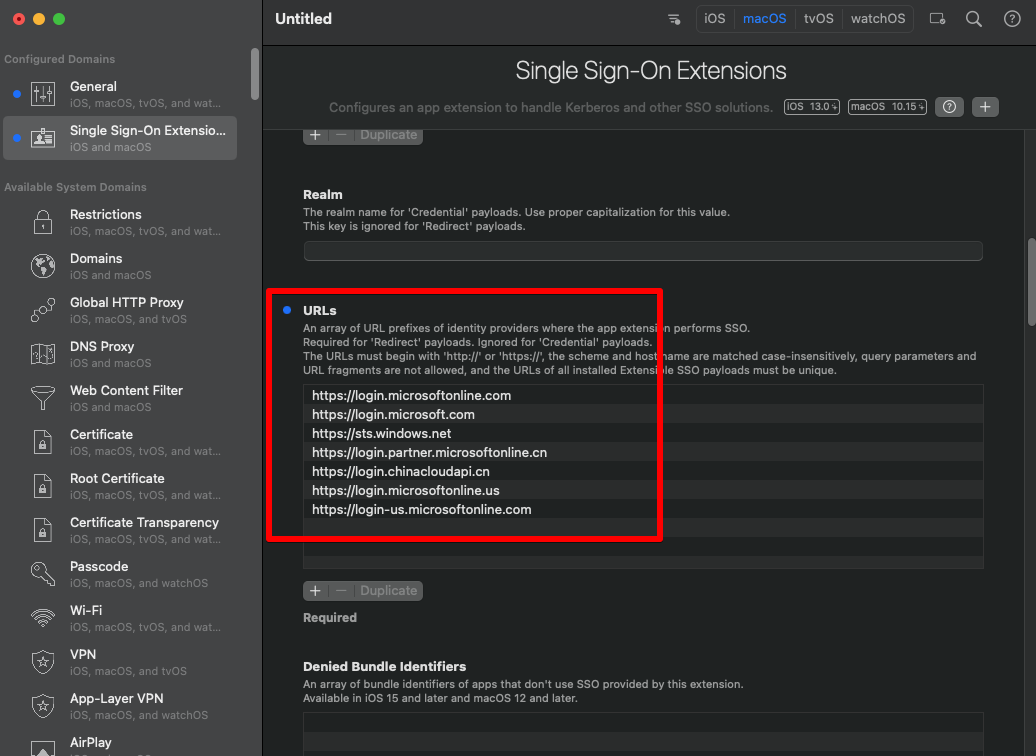 Untitled
iOS
macOS
tvOS
watchOS
Configured Domains
General
iOS, macOS, tvOS, and wat...
Single Sign-On Extensio...
iOS and macOS
Available System Domains
Restrictions
iOS, macOS, tvOS, and wat...
Domains
iOS and macOS
Global HTTP Proxy
iOS, macOS, and tvOS
DNS Proxy
iOS and macOS
Web Content Filter
iOS and macOS
Certificate
iOS, macOS, tvOS, and wat...
Root Certificate
iOS, macOS, tvOS, and wat...
Certificate Transparency
iOS, macOS, tvOS, and wat...
Passcode
iOS, macOS, and watchOS
Wi-Fi
iOS, macOS, tvOS, and wat...
VPN
iOS, macOS, and tvOS
App-Layer VPN
iOS, macOS, and watchOS
AirPlay
Single Sign-On Extensions
Configures an app extension to handle Kerberos and other SSO solutions.
iOS 13.0+
macOS 10.15+
+ − Duplicate
Realm
The realm name for 'Credential' payloads. Use proper capitalization for this value.
This key is ignored for 'Redirect' payloads.
URLs
An array of URL prefixes of identity providers where the app extension performs SSO.
Required for 'Redirect' payloads. Ignored for 'Credential' payloads.
The URLs must begin with 'http://' or 'https://', the scheme and host name are matched case-insensitively, query parameters and
URL fragments are not allowed, and the URLs of all installed Extensible SSO payloads must be unique.
https://login.microsoftonline.com
https://login.microsoft.com
https://sts.windows.net
https://login.partner.microsoftonline.cn
https://login.chinacloudapi.cn
https://login.microsoftonline.us
https://login-us.microsoftonline.com
+ − Duplicate
Required
Denied Bundle Identifiers
An array of bundle identifiers of apps that don't use SSO provided by this extension.
Available in iOS 15 and later and macOS 12 and later.